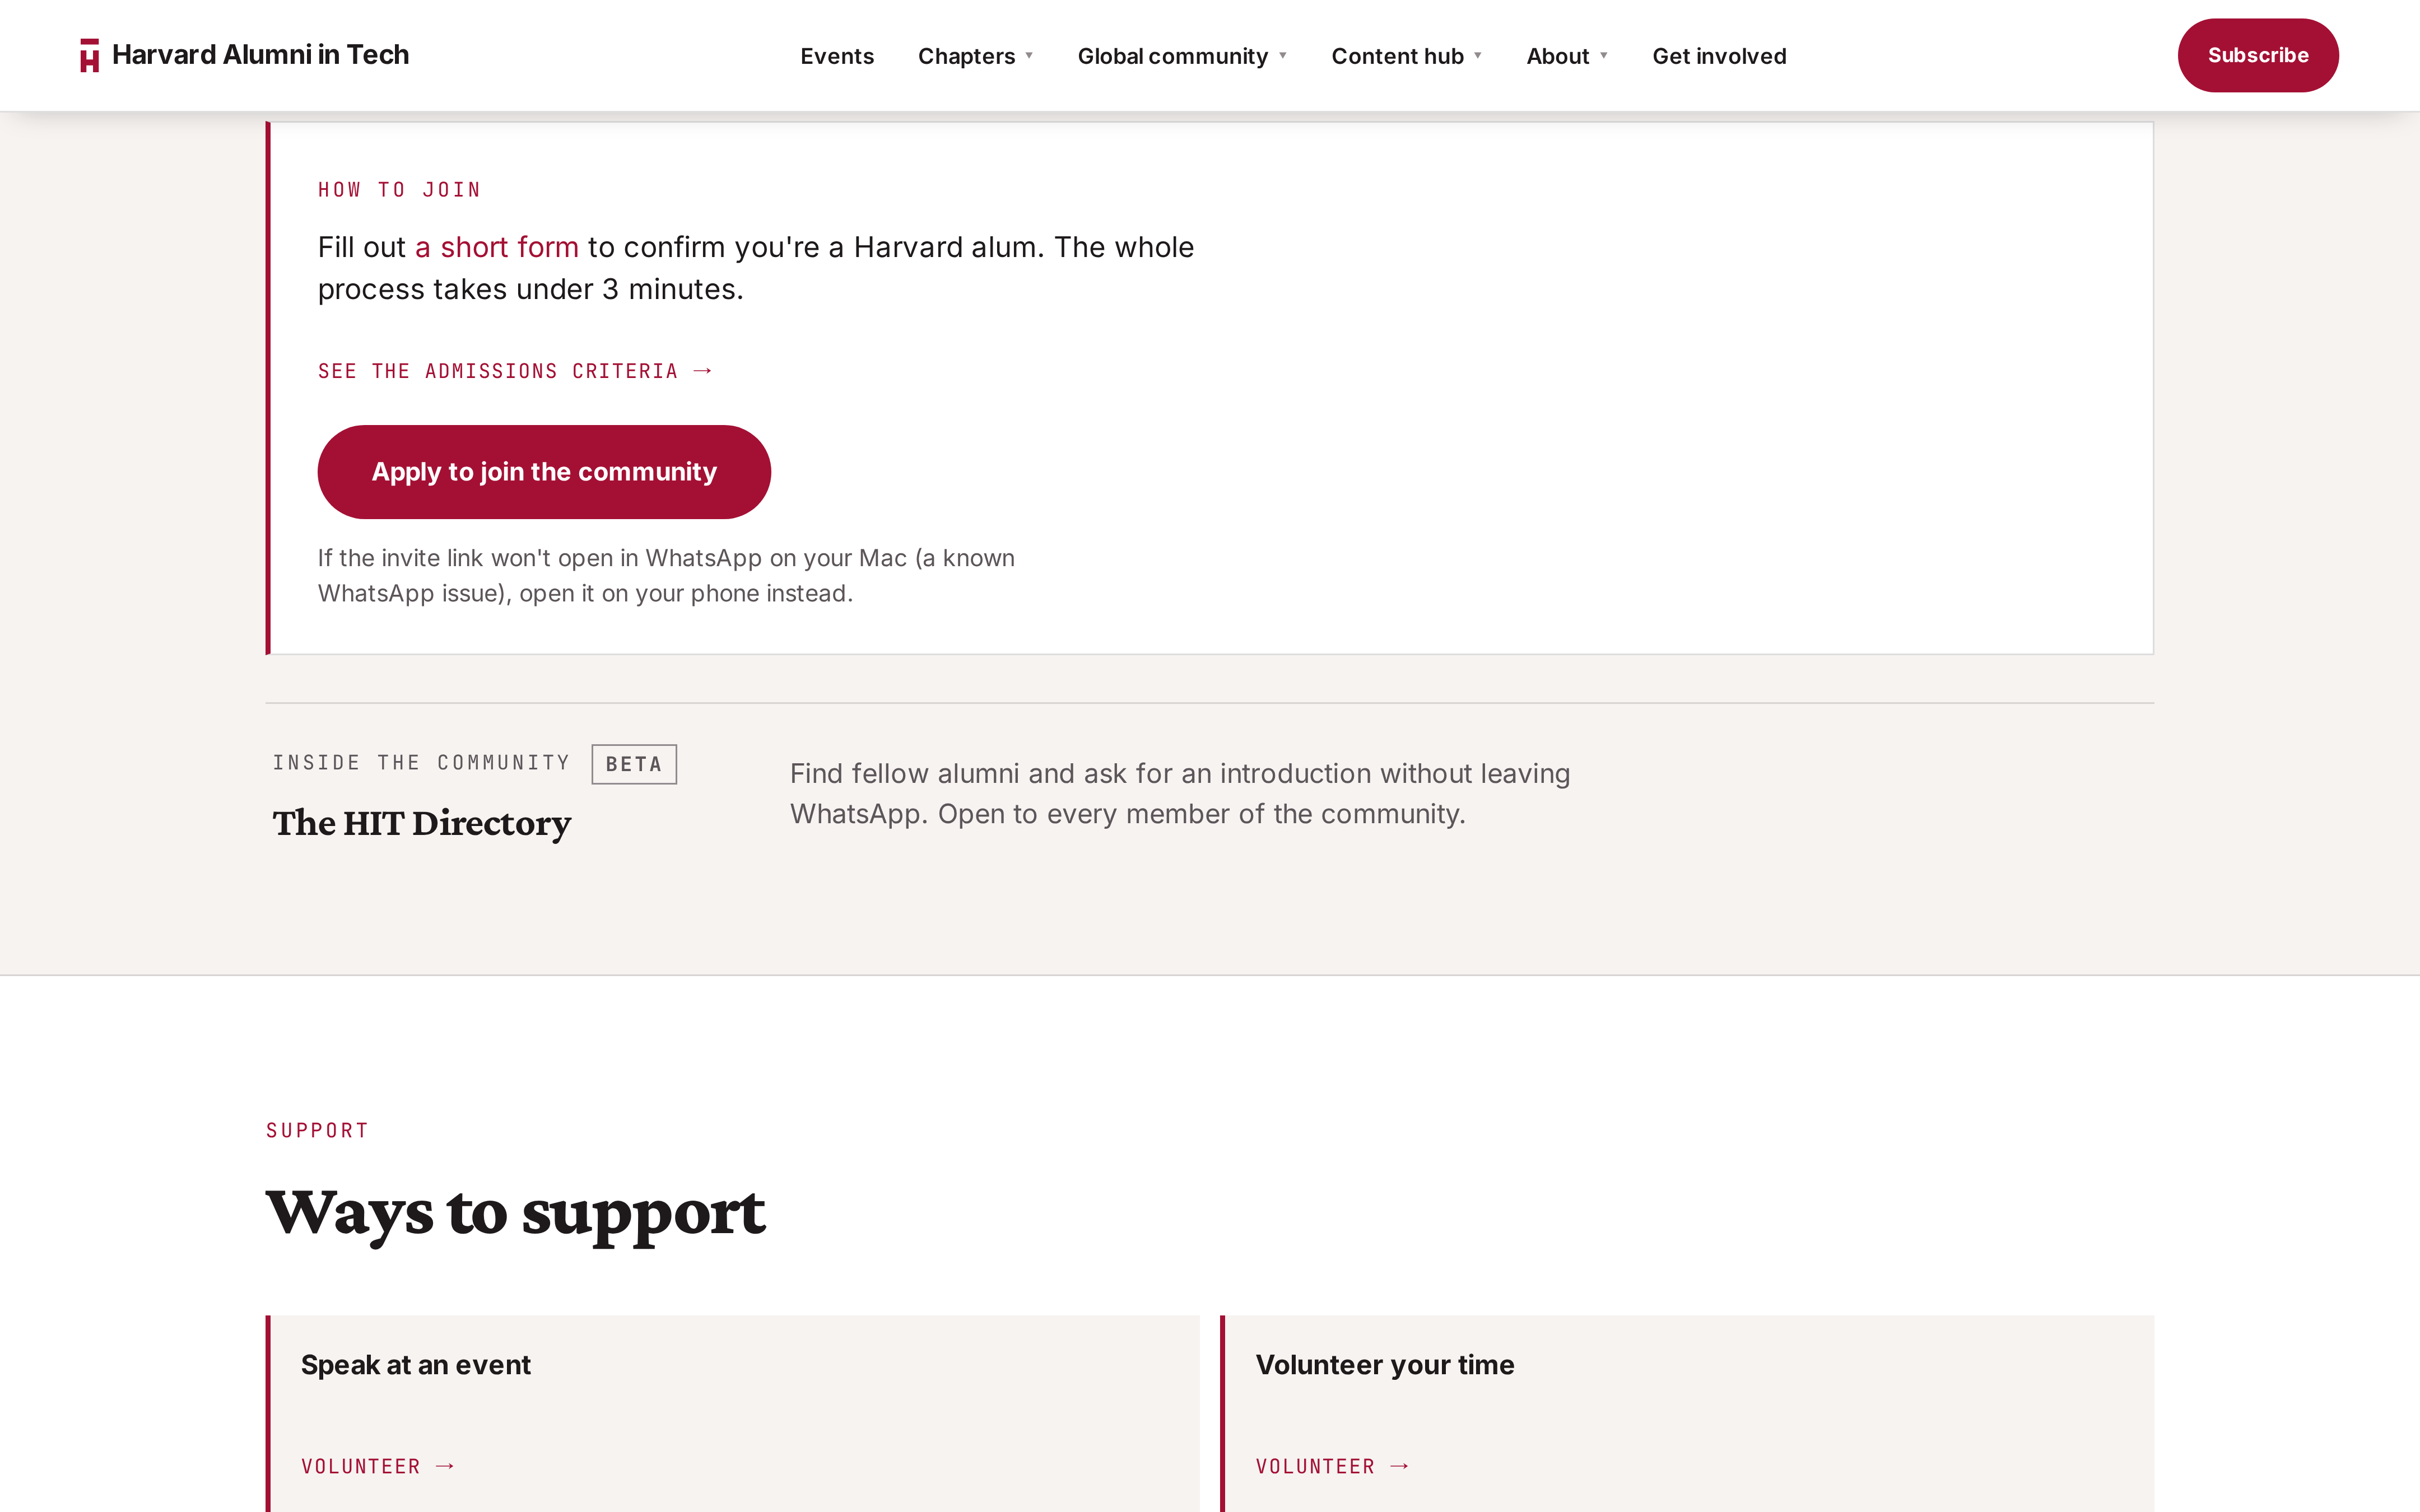 Harvard Alumni in Tech
Events
Chapters
Global community
Content hub
About
Get involved
Subscribe
HOW TO JOIN
Fill out a short form to confirm you're a Harvard alum. The whole
process takes under 3 minutes.
SEE THE ADMISSIONS CRITERIA →
Apply to join the community
If the invite link won't open in WhatsApp on your Mac (a known
WhatsApp issue), open it on your phone instead.
INSIDE THE COMMUNITY BETA
The HIT Directory
Find fellow alumni and ask for an introduction without leaving
WhatsApp. Open to every member of the community.
SUPPORT
Ways to support
Speak at an event
VOLUNTEER →
Volunteer your time
VOLUNTEER →